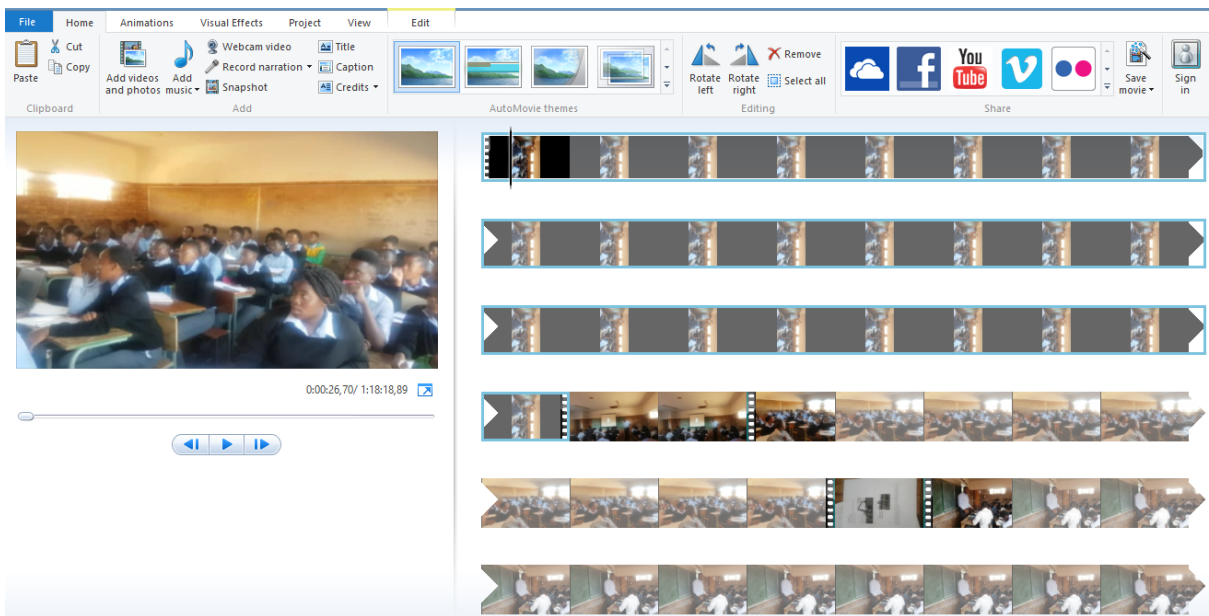 File Home Animations Visual Effects Project View Edit
Paste
Cut
Copy
Clipboard
Add videos
and photos
Add
music
Webcam video
Record narration
Snapshot
Title
Caption
Credits
Add
AutoMovie themes
Rotate
left
Rotate
right
Remove
Select all
Editing
f
You
Tube
Share
Save
movie
Sign
in
0:00:26,70/ 1:18:18,89